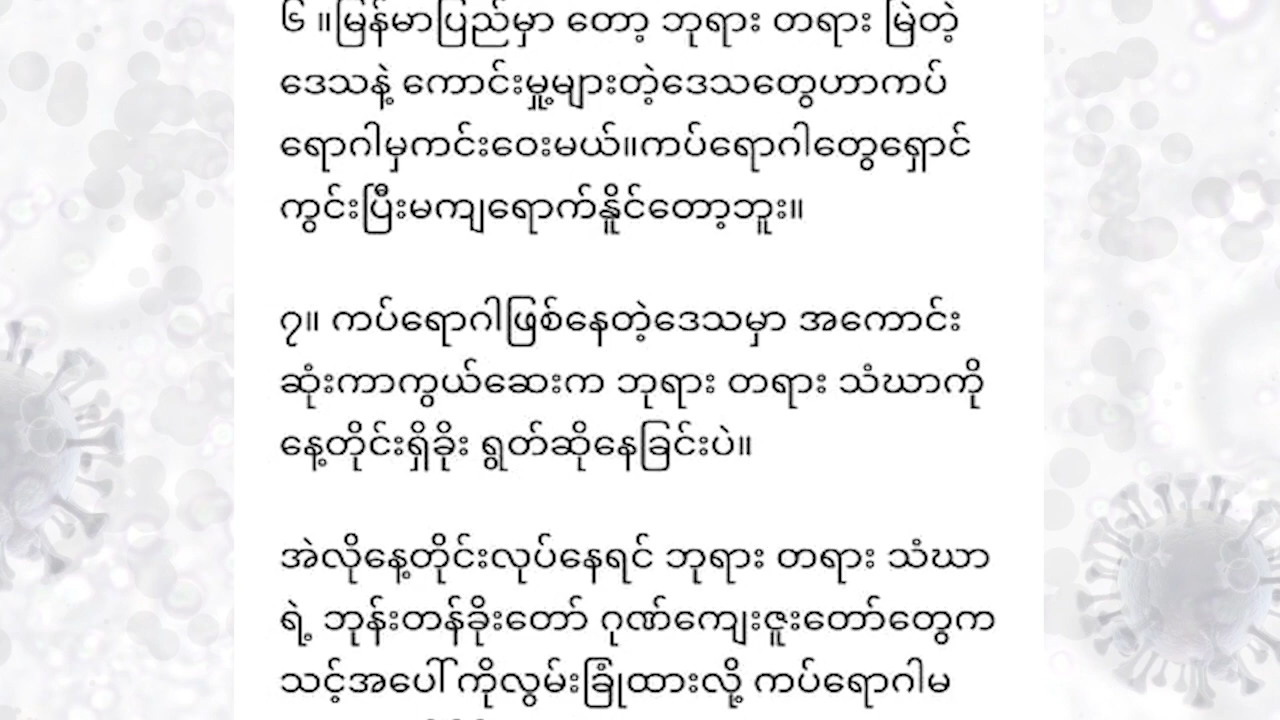 ၆ ။မြန်မာပြည်မှာ တော့ ဘုရား တရား မြဲတဲ့
ဒေသနဲ့ ကောင်းမှု့များတဲ့ဒေသတွေဟာကပ်
ရောဂါမှကင်းဝေးမယ်။ကပ်ရောဂါတွေရှောင်
ကွင်းပြီးမကျရောက်နိူင်တော့ဘူး။
၇။ ကပ်ရောဂါဖြစ်နေတဲ့ဒေသမှာ အကောင်း
ဆုံးကာကွယ်ဆေးက ဘုရား တရား သံဃာကို
နေ့တိုင်းရှိခိုး ရွတ်ဆိုနေခြင်းပဲ။
အဲလိုနေ့တိုင်းလုပ်နေရင် ဘုရား တရား သံဃာ
ရဲ့ ဘုန်းတန်ခိုးတော် ဂုဏ်ကျေးဇူးတော်တွေက
သင့်အပေါ် ကိုလွမ်းခြုံထားလို့ ကပ်ရောဂါမ